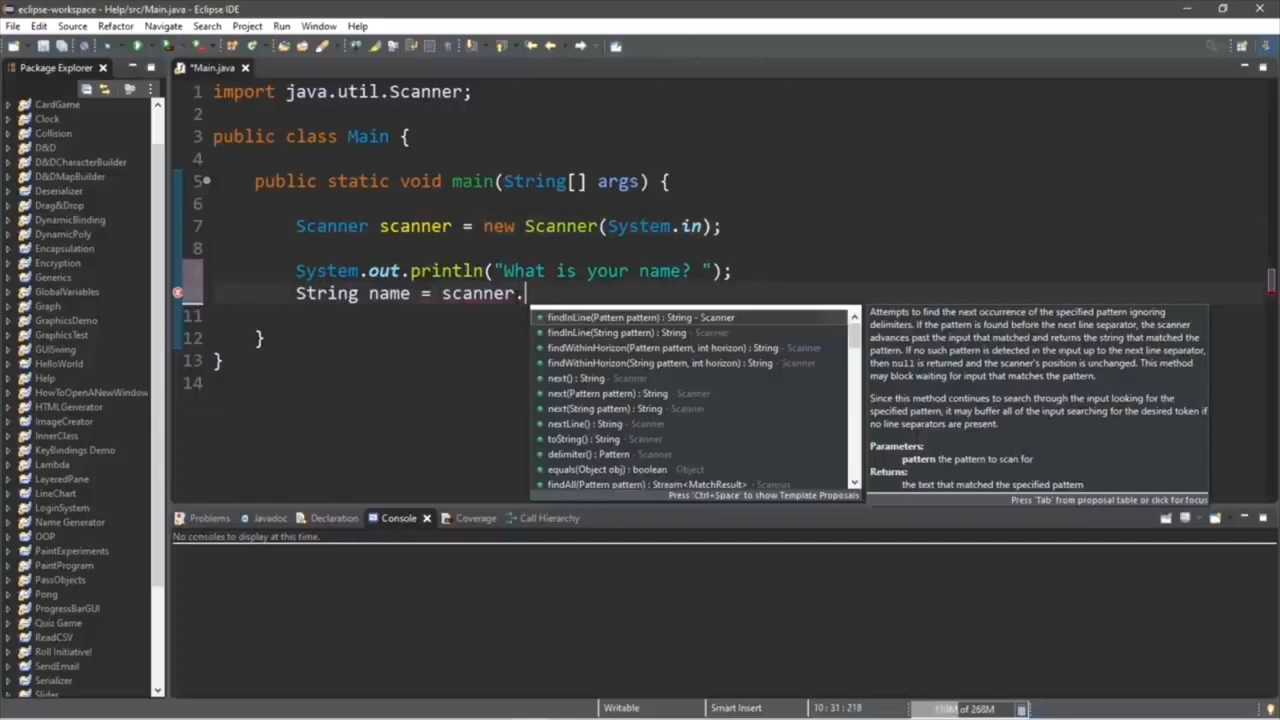 eclipse-workspace - Help/src/Main.java - Eclipse IDE
File Edit Source Refactor Navigate Search Project Run Window Help
Package Explorer
*Main.java
CardGame
Clock
Collision
D&D
D&DCharacterBuilder
D&DMapBuilder
Deserializer
Drag&Drop
DynamicBinding
DynamicPoly
Encapsulation
Encryption
Generics
GlobalVariables
Graph
GraphicsDemo
GraphicsTest
GUISwing
HelloWorld
Help
HowToOpenANewWindow
HTMLGenerator
ImageCreator
InnerClass
KeyBindings Demo
Lambda
LayeredPane
LineChart
LoginSystem
Name Generator
OOP
PaintExperiments
PaintProgram
PassObjects
Pong
ProgressBarGUI
Quiz Game
ReadCSV
Roll Initiative!
SendEmail
Serializer
Slider
1 import java.util.Scanner;
2
3 public class Main {
4
5 public static void main(String[] args) {
6
7 Scanner scanner = new Scanner(System.in);
8
System.out.println("What is your name? ");
String name = scanner.
11
12 }
13 }
14
findInLine(Pattern pattern) : String - Scanner
findInLine(String pattern) : String - Scanner
findWithinHorizon(Pattern pattern, int horizon) : String - Scanner
findWithinHorizon(String pattern, int horizon) : String - Scanner
next() : String - Scanner
next(Pattern pattern) : String - Scanner
next(String pattern) : String - Scanner
nextLine() : String - Scanner
toString() : String - Scanner
delimiter() : Pattern - Scanner
equals(Object obj) : boolean - Object
findAll(Pattern pattern) : Stream<MatchResult> - Scanner
Press 'Ctrl+Space' to show Template Proposals
Attempts to find the next occurrence of the specified pattern ignoring
delimiters. If the pattern is found before the next line separator, the scanner
advances past the input that matched and returns the string that matched the
pattern. If no such pattern is detected in the input up to the next line separator,
then null is returned and the scanner's position is unchanged. This method
may block waiting for input that matches the pattern.
Since this method continues to search through the input looking for the
specified pattern, it may buffer all of the input searching for the desired token if
no line separators are present.
Parameters:
pattern the pattern to scan for
Returns:
the text that matched the specified pattern
Press 'Tab' from proposal table or click for focus
Problems Javadoc Declaration Console Coverage Call Hierarchy
No consoles to display at this time.
Writable Smart Insert 10 : 31 : 218 of 268M